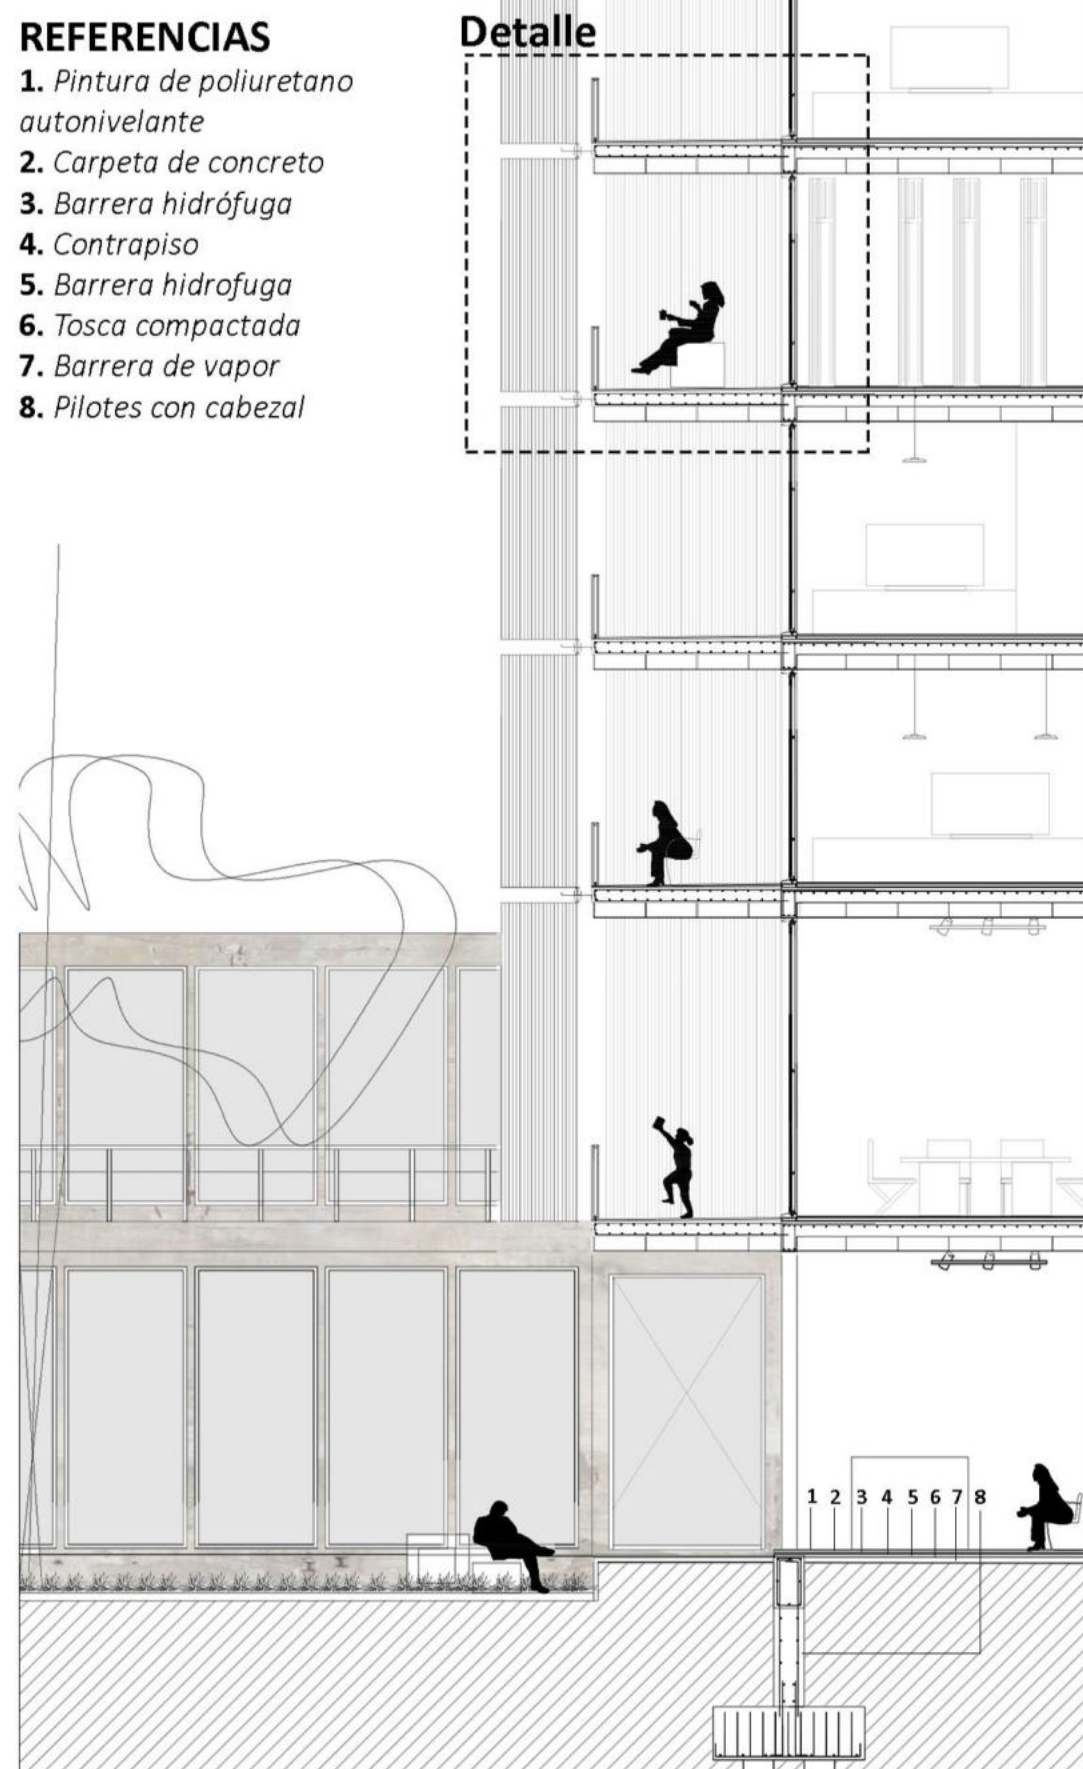 REFERENCIAS
1. Pintura de poliuretano
autonivelante
2. Carpeta de concreto
3. Barrera hidrófuga
4. Contrapiso
5. Barrera hidrofuga
6. Tosca compactada
7. Barrera de vapor
8. Pilotes con cabezal
Detalle
1 2 3 4 5 6 7 8